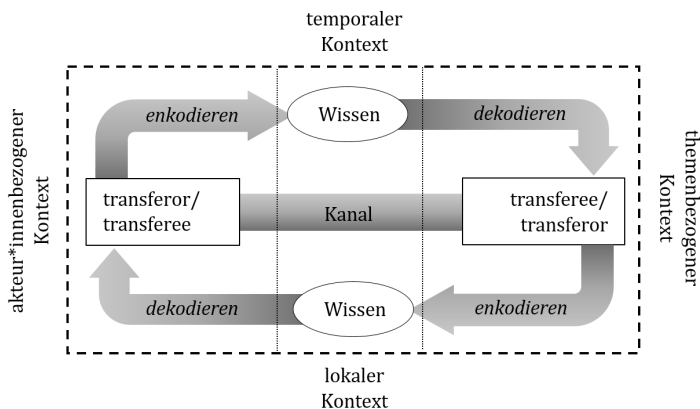 temporaler
Kontext
akteur*innenbezogener
Kontext
enkodieren
Wissen
dekodieren
themenbezogener
Kontext
transferor/
transferee
Kanal
transferee/
transferor
dekodieren
Wissen
enkodieren
lokaler
Kontext